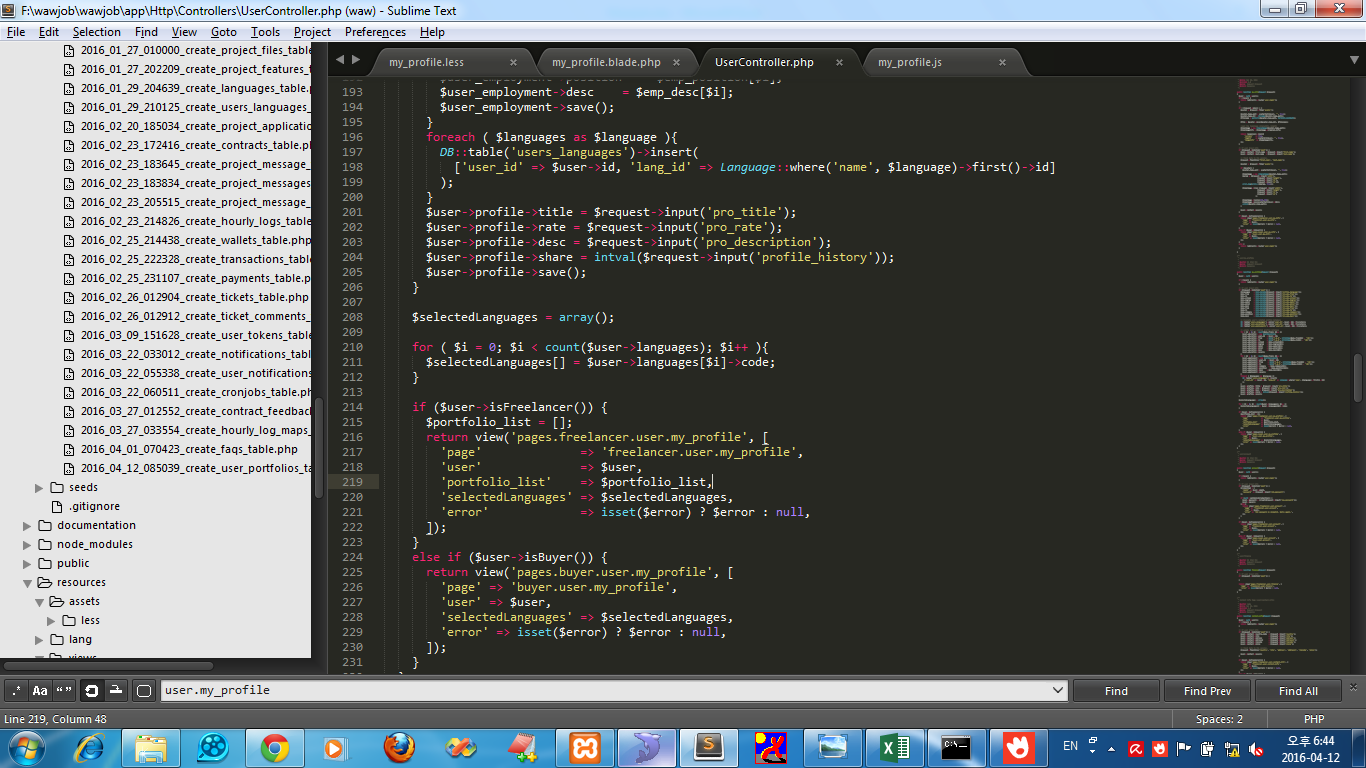 F:\wawjob\wawjob\app\Http\Controllers\UserController.php (waw) - Sublime Text
File Edit Selection Find View Goto Tools Project Preferences Help
2016_01_27_010000_create_project_files_table
2016_01_27_202209_create_project_features_t
2016_01_29_204639_create_languages_table.p
2016_01_29_210125_create_users_languages_
2016_02_20_185034_create_project_applicatio
2016_02_23_172416_create_contracts_table.ph
2016_02_23_183645_create_project_message_
2016_02_23_183834_create_project_messages
2016_02_23_205515_create_project_message_
2016_02_23_214826_create_hourly_logs_table
2016_02_25_214438_create_wallets_table.php
2016_02_25_222328_create_transactions_table
2016_02_25_231107_create_payments_table.p
2016_02_26_012904_create_tickets_table.php
2016_02_26_012912_create_ticket_comments_
2016_03_09_151628_create_user_tokens_table
2016_03_22_033012_create_notifications_tabl
2016_03_22_055338_create_user_notifications
2016_03_22_060511_create_cronjobs_table.ph
2016_03_27_012552_create_contract_feedback
2016_03_27_033554_create_hourly_log_maps_
2016_04_01_070423_create_faqs_table.php
2016_04_12_085039_create_user_portfolios_ta
seeds
.gitignore
documentation
node_modules
public
resources
assets
less
lang
views
my_profile.less × my_profile.blade.php × UserController.php × my_profile.js ×
193 $user_employment->desc = $emp_desc[$i];
194 $user_employment->save();
195 }
196 foreach ( $languages as $language ){
197 DB::table('users_languages')->insert(
198 ['user_id' => $user->id, 'lang_id' => Language::where('name', $language)->first()->id]
199 );
200 }
201 $user->profile->title = $request->input('pro_title');
202 $user->profile->rate = $request->input('pro_rate');
203 $user->profile->desc = $request->input('pro_description');
204 $user->profile->share = intval($request->input('profile_history'));
205 $user->profile->save();
206 }
207
208 $selectedLanguages = array();
209
210 for ( $i = 0; $i < count($user->languages); $i++ ){
211 $selectedLanguages[] = $user->languages[$i]->code;
212 }
213
214 if ($user->isFreelancer()) {
215 $portfolio_list = [];
216 return view('pages.freelancer.user.my_profile', [
217 'page' => 'freelancer.user.my_profile',
218 'user' => $user,
219 'portfolio_list' => $portfolio_list,
220 'selectedLanguages' => $selectedLanguages,
221 'error' => isset($error) ? $error : null,
222 ]);
223 }
224 else if ($user->isBuyer()) {
225 return view('pages.buyer.user.my_profile', [
226 'page' => 'buyer.user.my_profile',
227 'user' => $user,
228 'selectedLanguages' => $selectedLanguages,
229 'error' => isset($error) ? $error : null,
230 ]);
231 }
.* Aa “” user.my_profile Find Find Prev Find All
Line 219, Column 48 Spaces: 2 PHP
EN 오후 6:44
2016-04-12